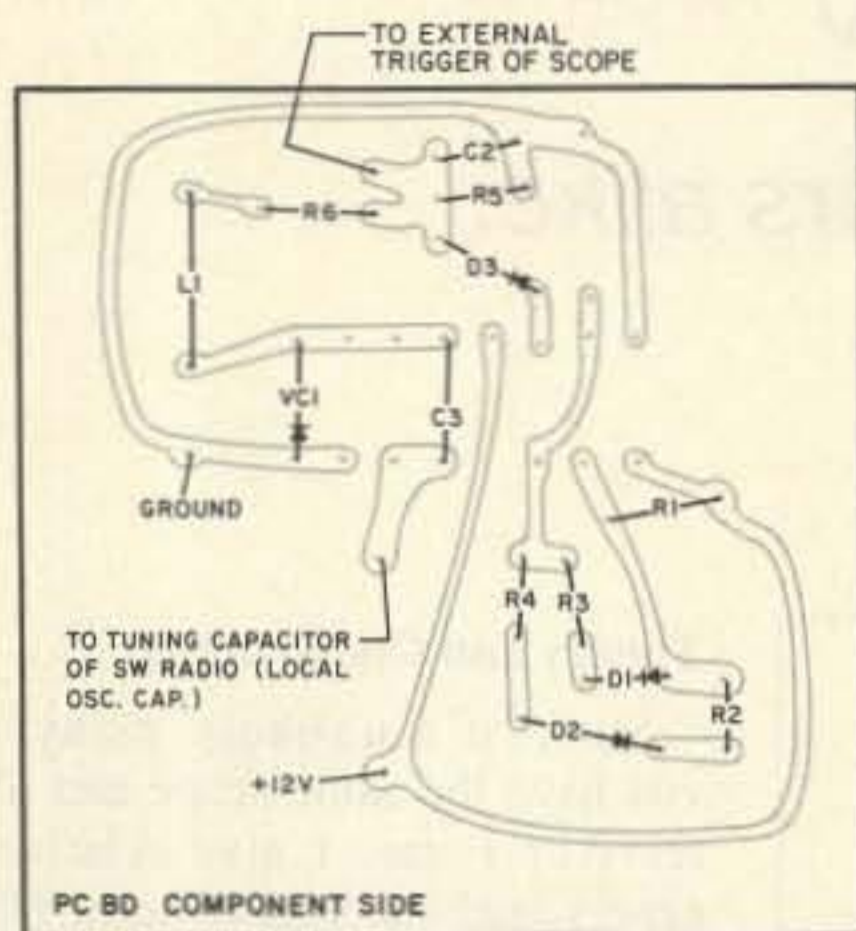 TO EXTERNAL
TRIGGER OF SCOPE
C2
R5
R6
D3
L1
VC1
C3
GROUND
R1
R4
R3
TO TUNING CAPACITOR
OF SW RADIO (LOCAL
OSC. CAP.)
D1
R2
D2
+12V
PC BD COMPONENT SIDE